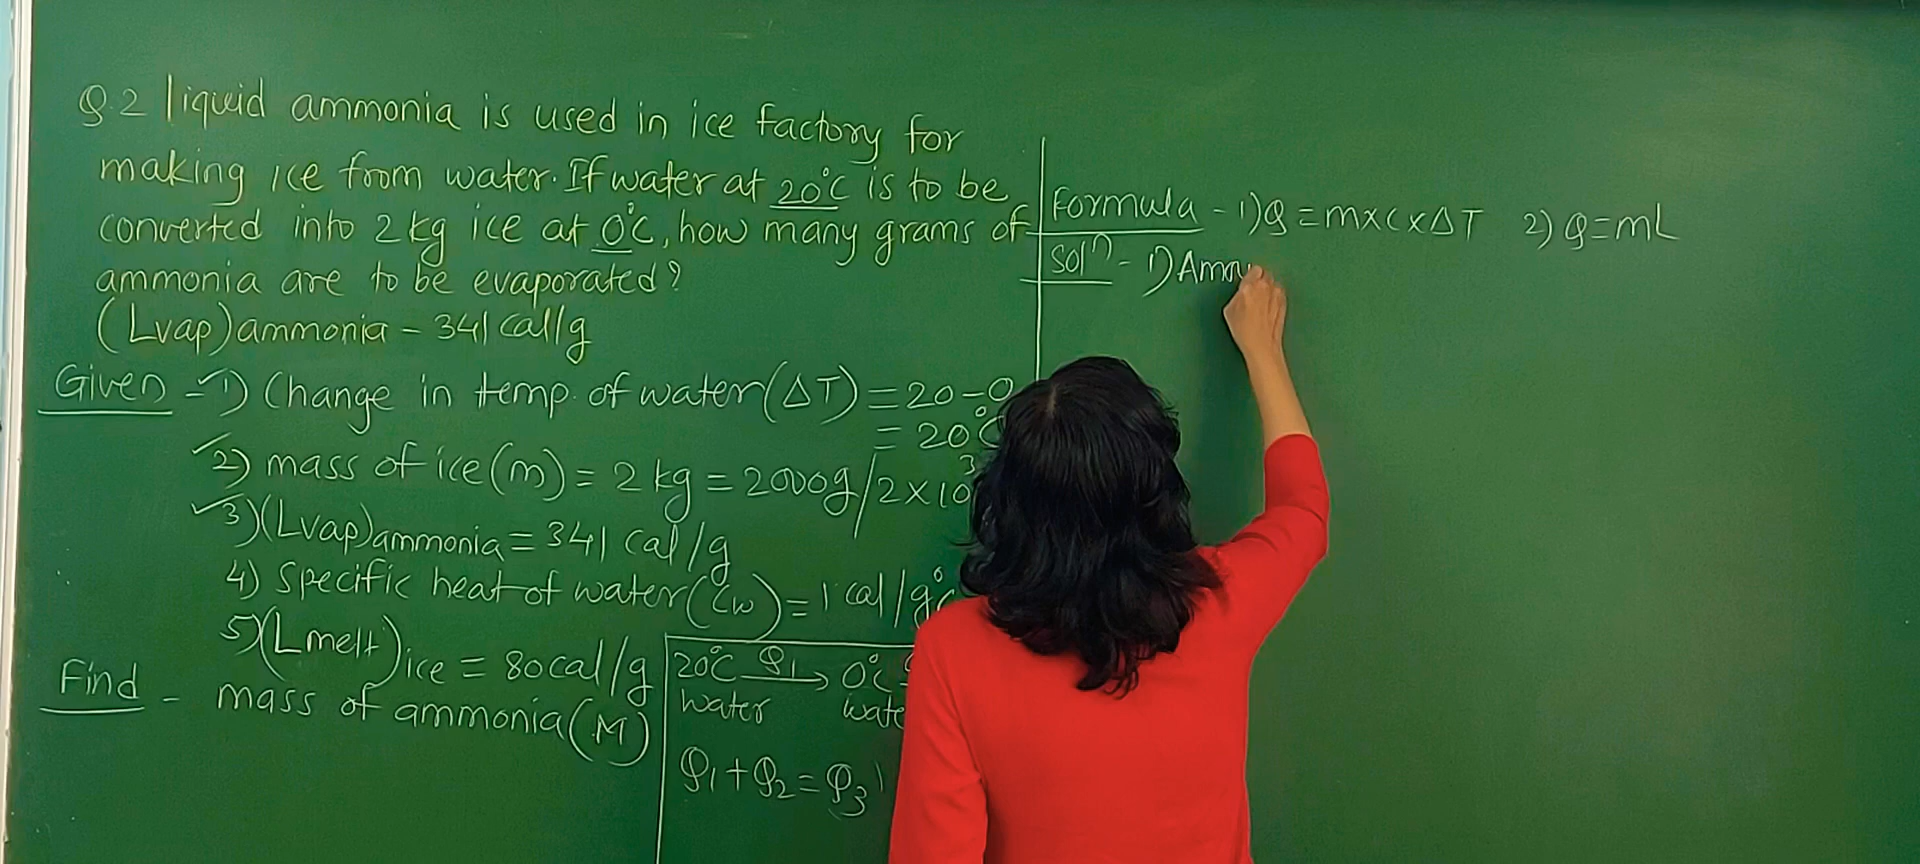 Q.2 liquid ammonia is used in ice factory for
making ice from water. If water at 20°C is to be
converted into 2 kg ice at 0°C, how many grams of
ammonia are to be evaporated?
(Lvap)ammonia - 341 cal/g
Given - 1) Change in temp. of water (ΔT) = 20-0
= 20°C
2) mass of ice (m) = 2 kg = 2000g/2×10³
3) (Lvap)ammonia = 341 cal/g
4) Specific heat of water (Cw) = 1 cal/g°C
5) (Lmelt)ice = 80 cal/g
Find - mass of ammonia (M)
20°C Q₁ → 0°C
water
Q₁ + Q₂ = Q₃
Formula - 1) Q = m×c×ΔT 2) Q = mL
Solⁿ - 1)